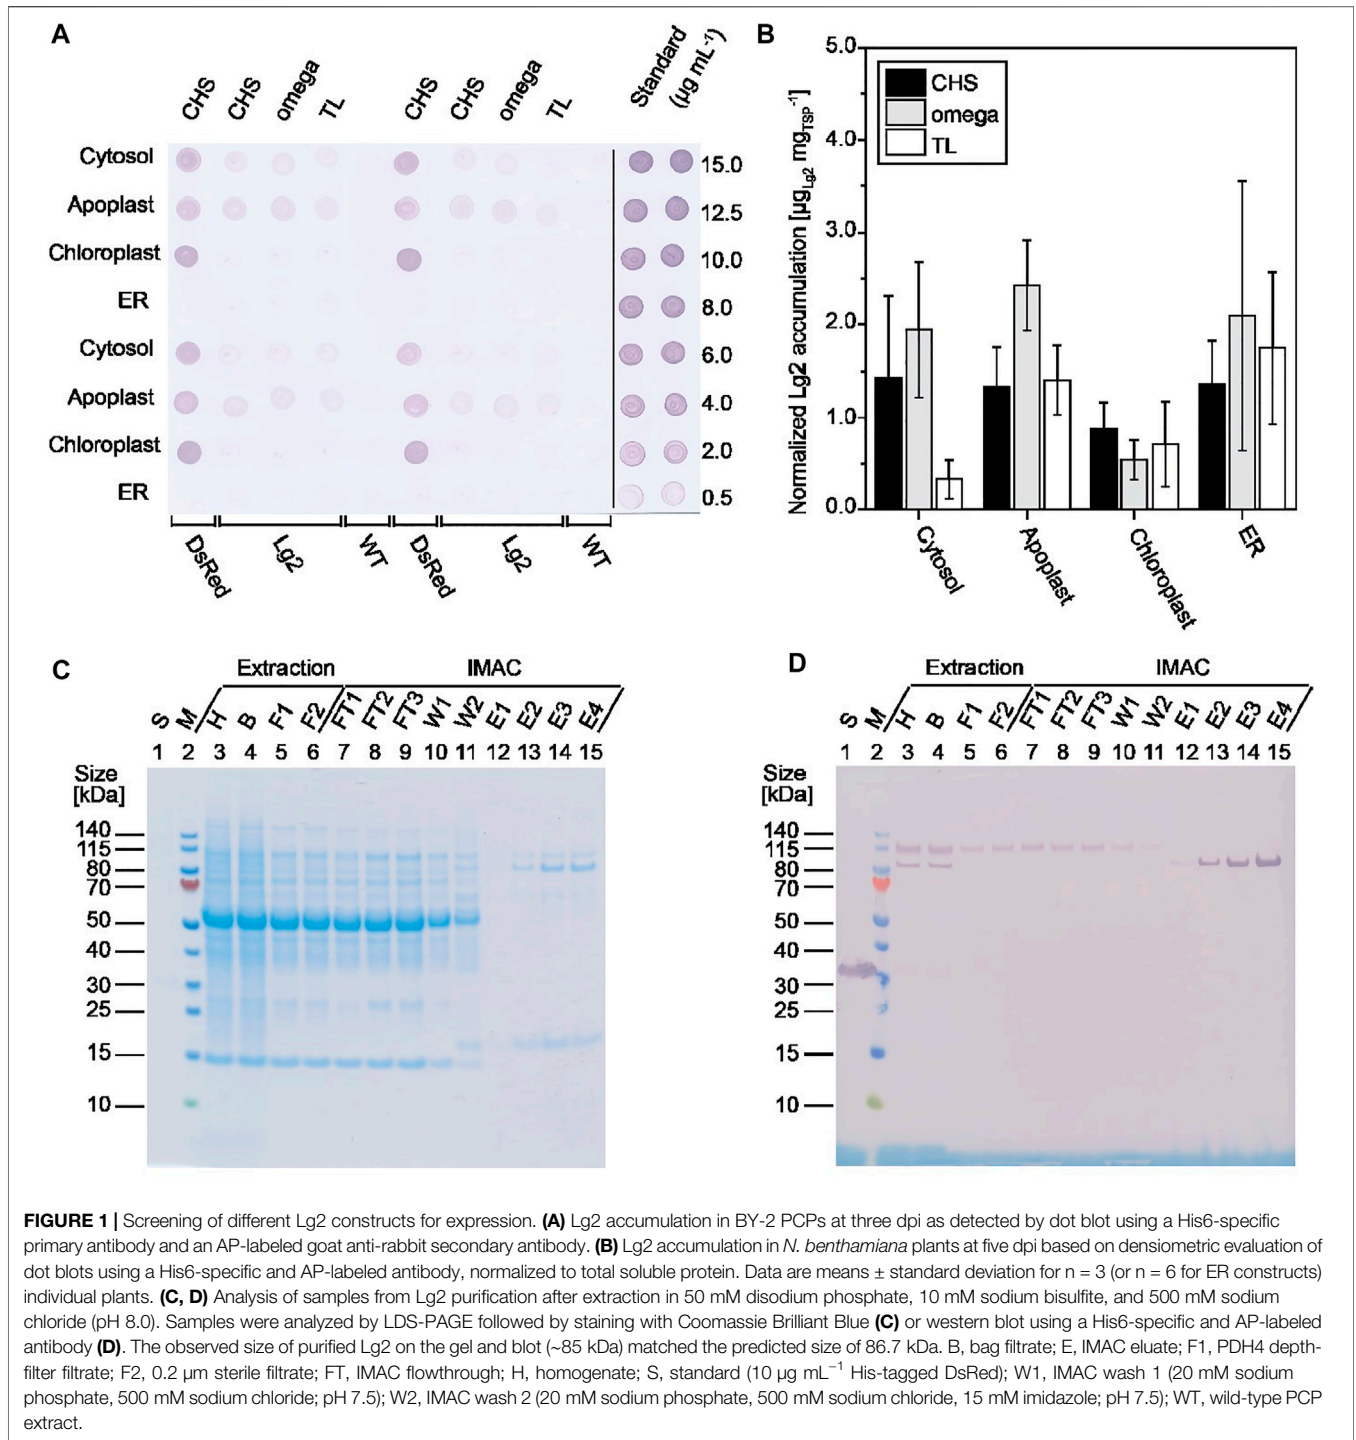 A
CHS CHS omega TL CHS CHS omega TL Standard (µg mL⁻¹)
Cytosol 15.0
Apoplast 12.5
Chloroplast 10.0
ER 8.0
Cytosol 6.0
Apoplast 4.0
Chloroplast 2.0
ER 0.5
DsRed Lg2 WT DsRed Lg2 WT
B
Normalized Lg2 accumulation [µgLg2 mgTSP⁻¹]
5.0
4.0
3.0
2.0
1.0
0.0
CHS
omega
TL
Cytosol Apoplast Chloroplast ER
C
Extraction IMAC
S M H B F1 F2 FT1 FT2 FT3 W1 W2 E1 E2 E3 E4
1 2 3 4 5 6 7 8 9 10 11 12 13 14 15
Size
[kDa]
140
115
80
70
50
40
30
25
15
10
D
Extraction IMAC
S M H B F1 F2 FT1 FT2 FT3 W1 W2 E1 E2 E3 E4
1 2 3 4 5 6 7 8 9 10 11 12 13 14 15
Size
[kDa]
140
115
80
70
50
40
30
25
15
10
FIGURE 1 | Screening of different Lg2 constructs for expression. (A) Lg2 accumulation in BY-2 PCPs at three dpi as detected by dot blot using a His6-specific
primary antibody and an AP-labeled goat anti-rabbit secondary antibody. (B) Lg2 accumulation in N. benthamiana plants at five dpi based on densiometric evaluation of
dot blots using a His6-specific and AP-labeled antibody, normalized to total soluble protein. Data are means ± standard deviation for n = 3 (or n = 6 for ER constructs)
individual plants. (C, D) Analysis of samples from Lg2 purification after extraction in 50 mM disodium phosphate, 10 mM sodium bisulfite, and 500 mM sodium
chloride (pH 8.0). Samples were analyzed by LDS-PAGE followed by staining with Coomassie Brilliant Blue (C) or western blot using a His6-specific and AP-labeled
antibody (D). The observed size of purified Lg2 on the gel and blot (~85 kDa) matched the predicted size of 86.7 kDa. B, bag filtrate; E, IMAC eluate; F1, PDH4 depth-
filter filtrate; F2, 0.2 µm sterile filtrate; FT, IMAC flowthrough; H, homogenate; S, standard (10 µg mL⁻¹ His-tagged DsRed); W1, IMAC wash 1 (20 mM sodium
phosphate, 500 mM sodium chloride; pH 7.5); W2, IMAC wash 2 (20 mM sodium phosphate, 500 mM sodium chloride, 15 mM imidazole; pH 7.5); WT, wild-type PCP
extract.